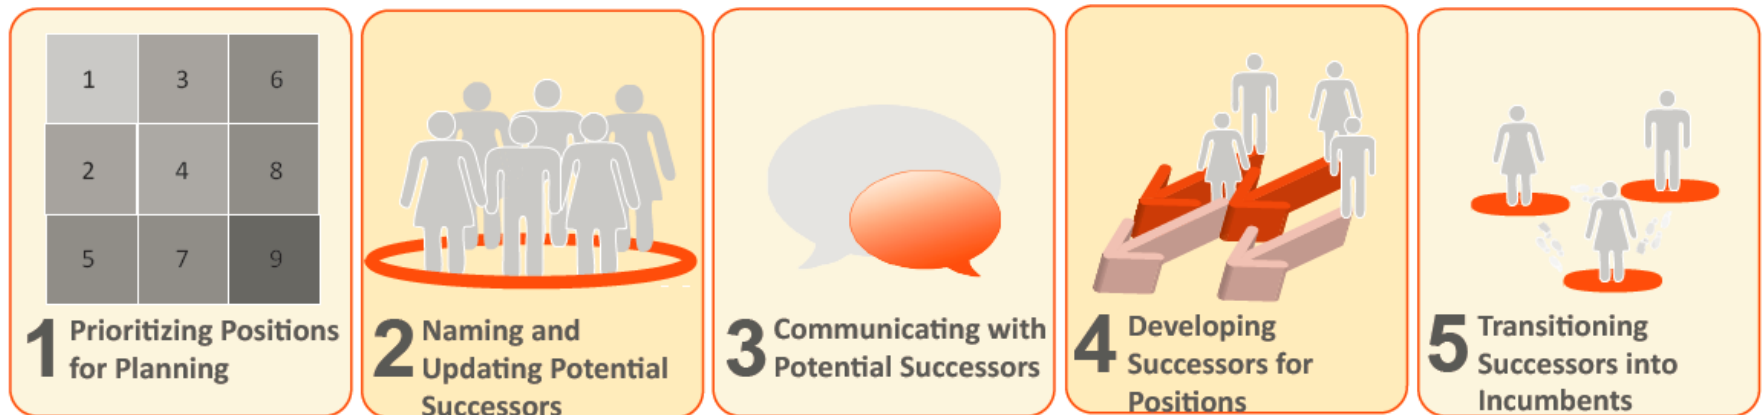 1 3 6
2 4 8
5 7 9
1 Prioritizing Positions
for Planning
2 Naming and
Updating Potential
Successors
3 Communicating with
Potential Successors
4 Developing
Successors for
Positions
5 Transitioning
Successors into
Incumbents